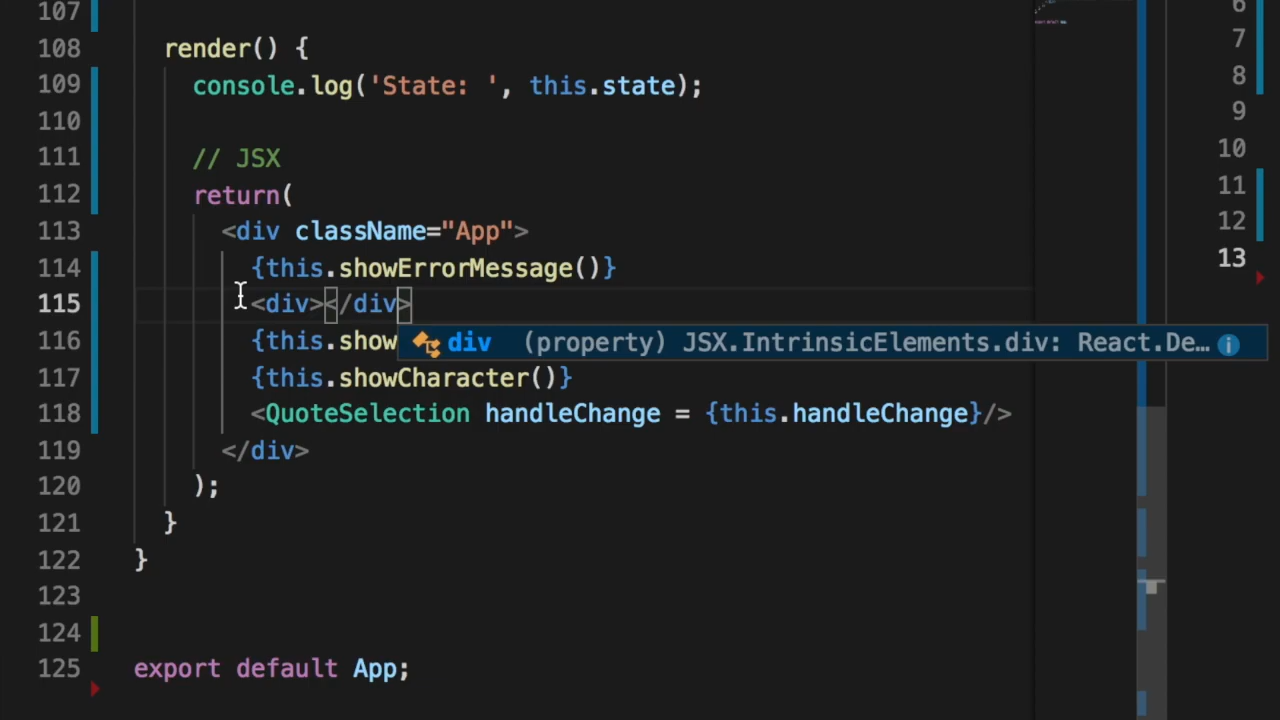 107
108 render() {
109 console.log('State: ', this.state);
110
111 // JSX
112 return(
113 <div className="App">
114 {this.showErrorMessage()}
115 <div></div>
116 {this.show
div (property) JSX.IntrinsicElements.div: React.De...
117 {this.showCharacter()}
118 <QuoteSelection handleChange = {this.handleChange}/>
119 </div>
120 );
121 }
122 }
123
124
125 export default App;
6
7
8
9
10
11
12
13